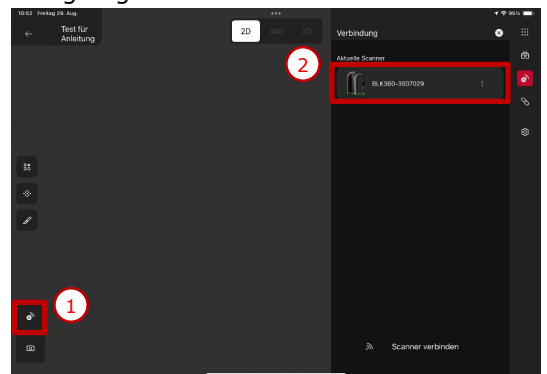 10:52 Freitag 29. Aug.
95%
Test für
Anleitung
2D 360 3D
Verbindung
2
Aktuelle Scanner
BLK360-3507029
1
Scanner verbinden